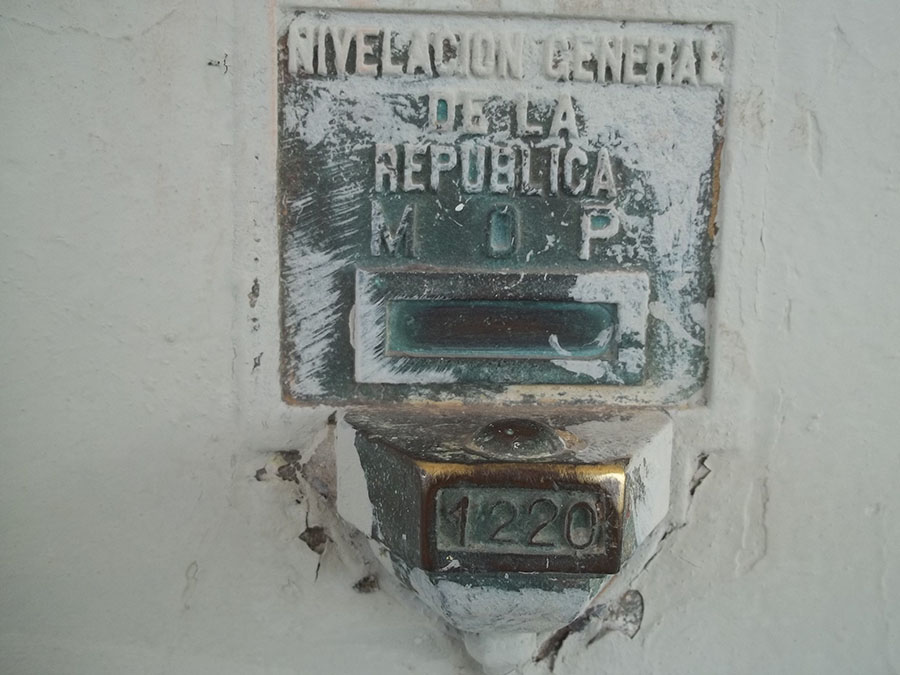 NIVELACION GENERAL
DE LA
REPUBLICA
M O P
1220